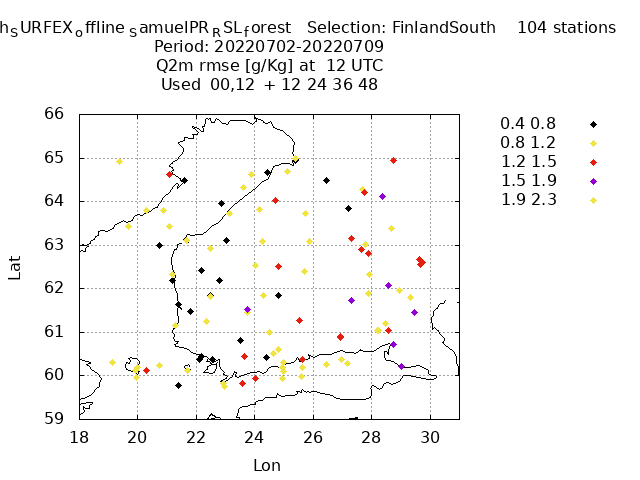 hSURFEXoffline SamuelPRRSLforest Selection: FinlandSouth 104 stations
Period: 20220702-20220709
Q2m rmse [g/Kg] at 12 UTC
Used 00,12 + 12 24 36 48
66
65
64
63
62
61
60
59
18 20 22 24 26 28 30
Lat
Lon
0.4 0.8
0.8 1.2
1.2 1.5
1.5 1.9
1.9 2.3